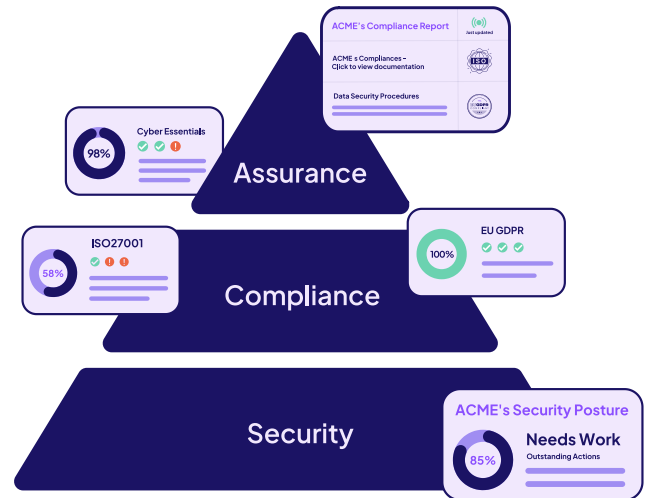 ACME's Compliance Report
last updated
ACME s Compliances –
Click to view documentation
ISO
Data Security Procedures
GDPR
Cyber Essentials
98%
Assurance
ISO27001
58%
EU GDPR
100%
Compliance
Security
ACME's Security Posture
Needs Work
Outstanding Actions
85%